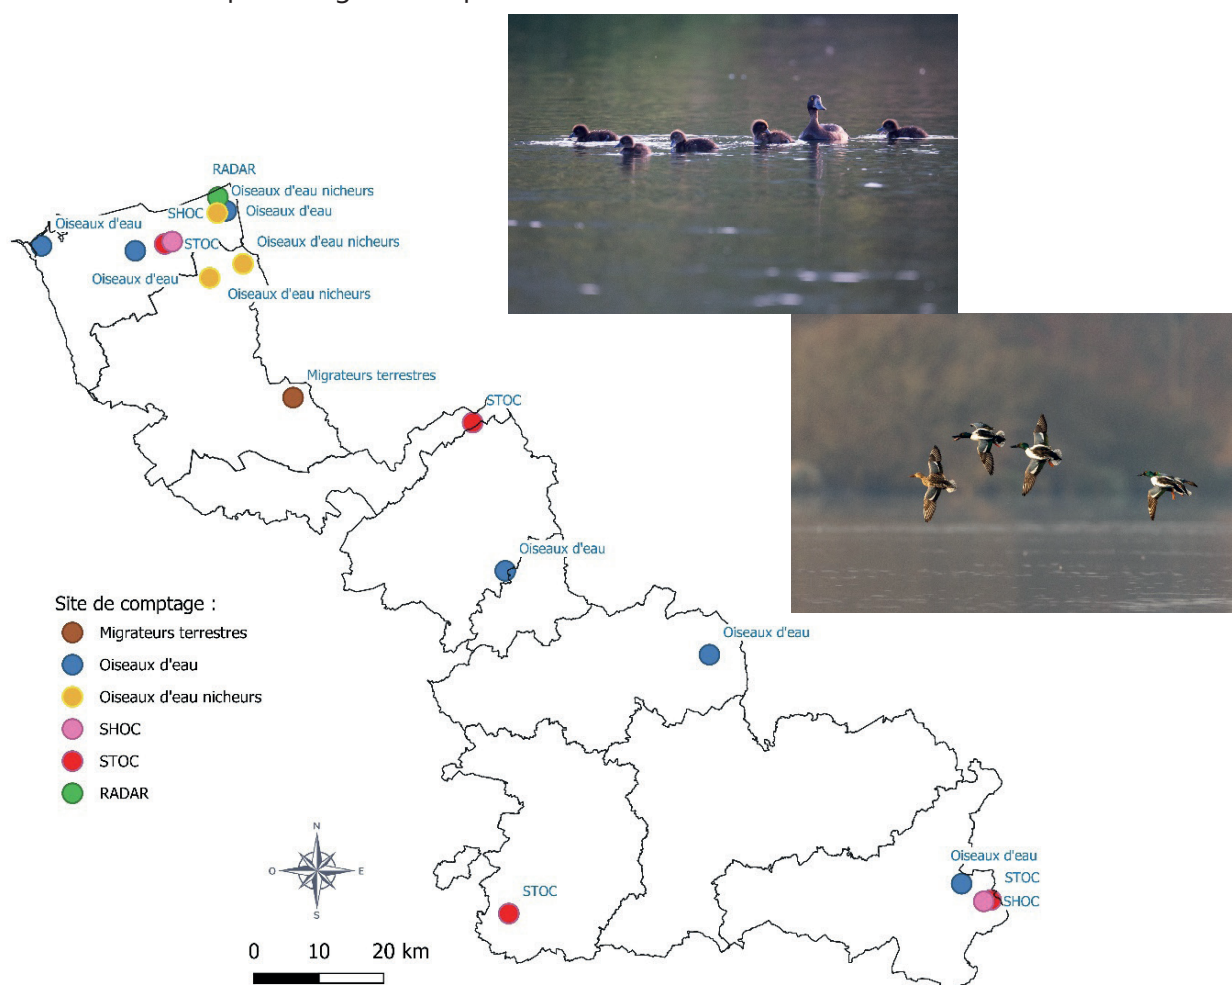 RADAR
Oiseaux d'eau nicheurs
SHOC
Oiseaux d'eau
Oiseaux d'eau
STOC
Oiseaux d'eau nicheurs
Oiseaux d'eau
Oiseaux d'eau nicheurs
Migrateurs terrestres
STOC
Oiseaux d'eau
Oiseaux d'eau
Site de comptage :
Migrateurs terrestres
Oiseaux d'eau
Oiseaux d'eau nicheurs
SHOC
STOC
RADAR
N
O
E
S
STOC
Oiseaux d'eau
STOC
SHOC
0 10 20 km